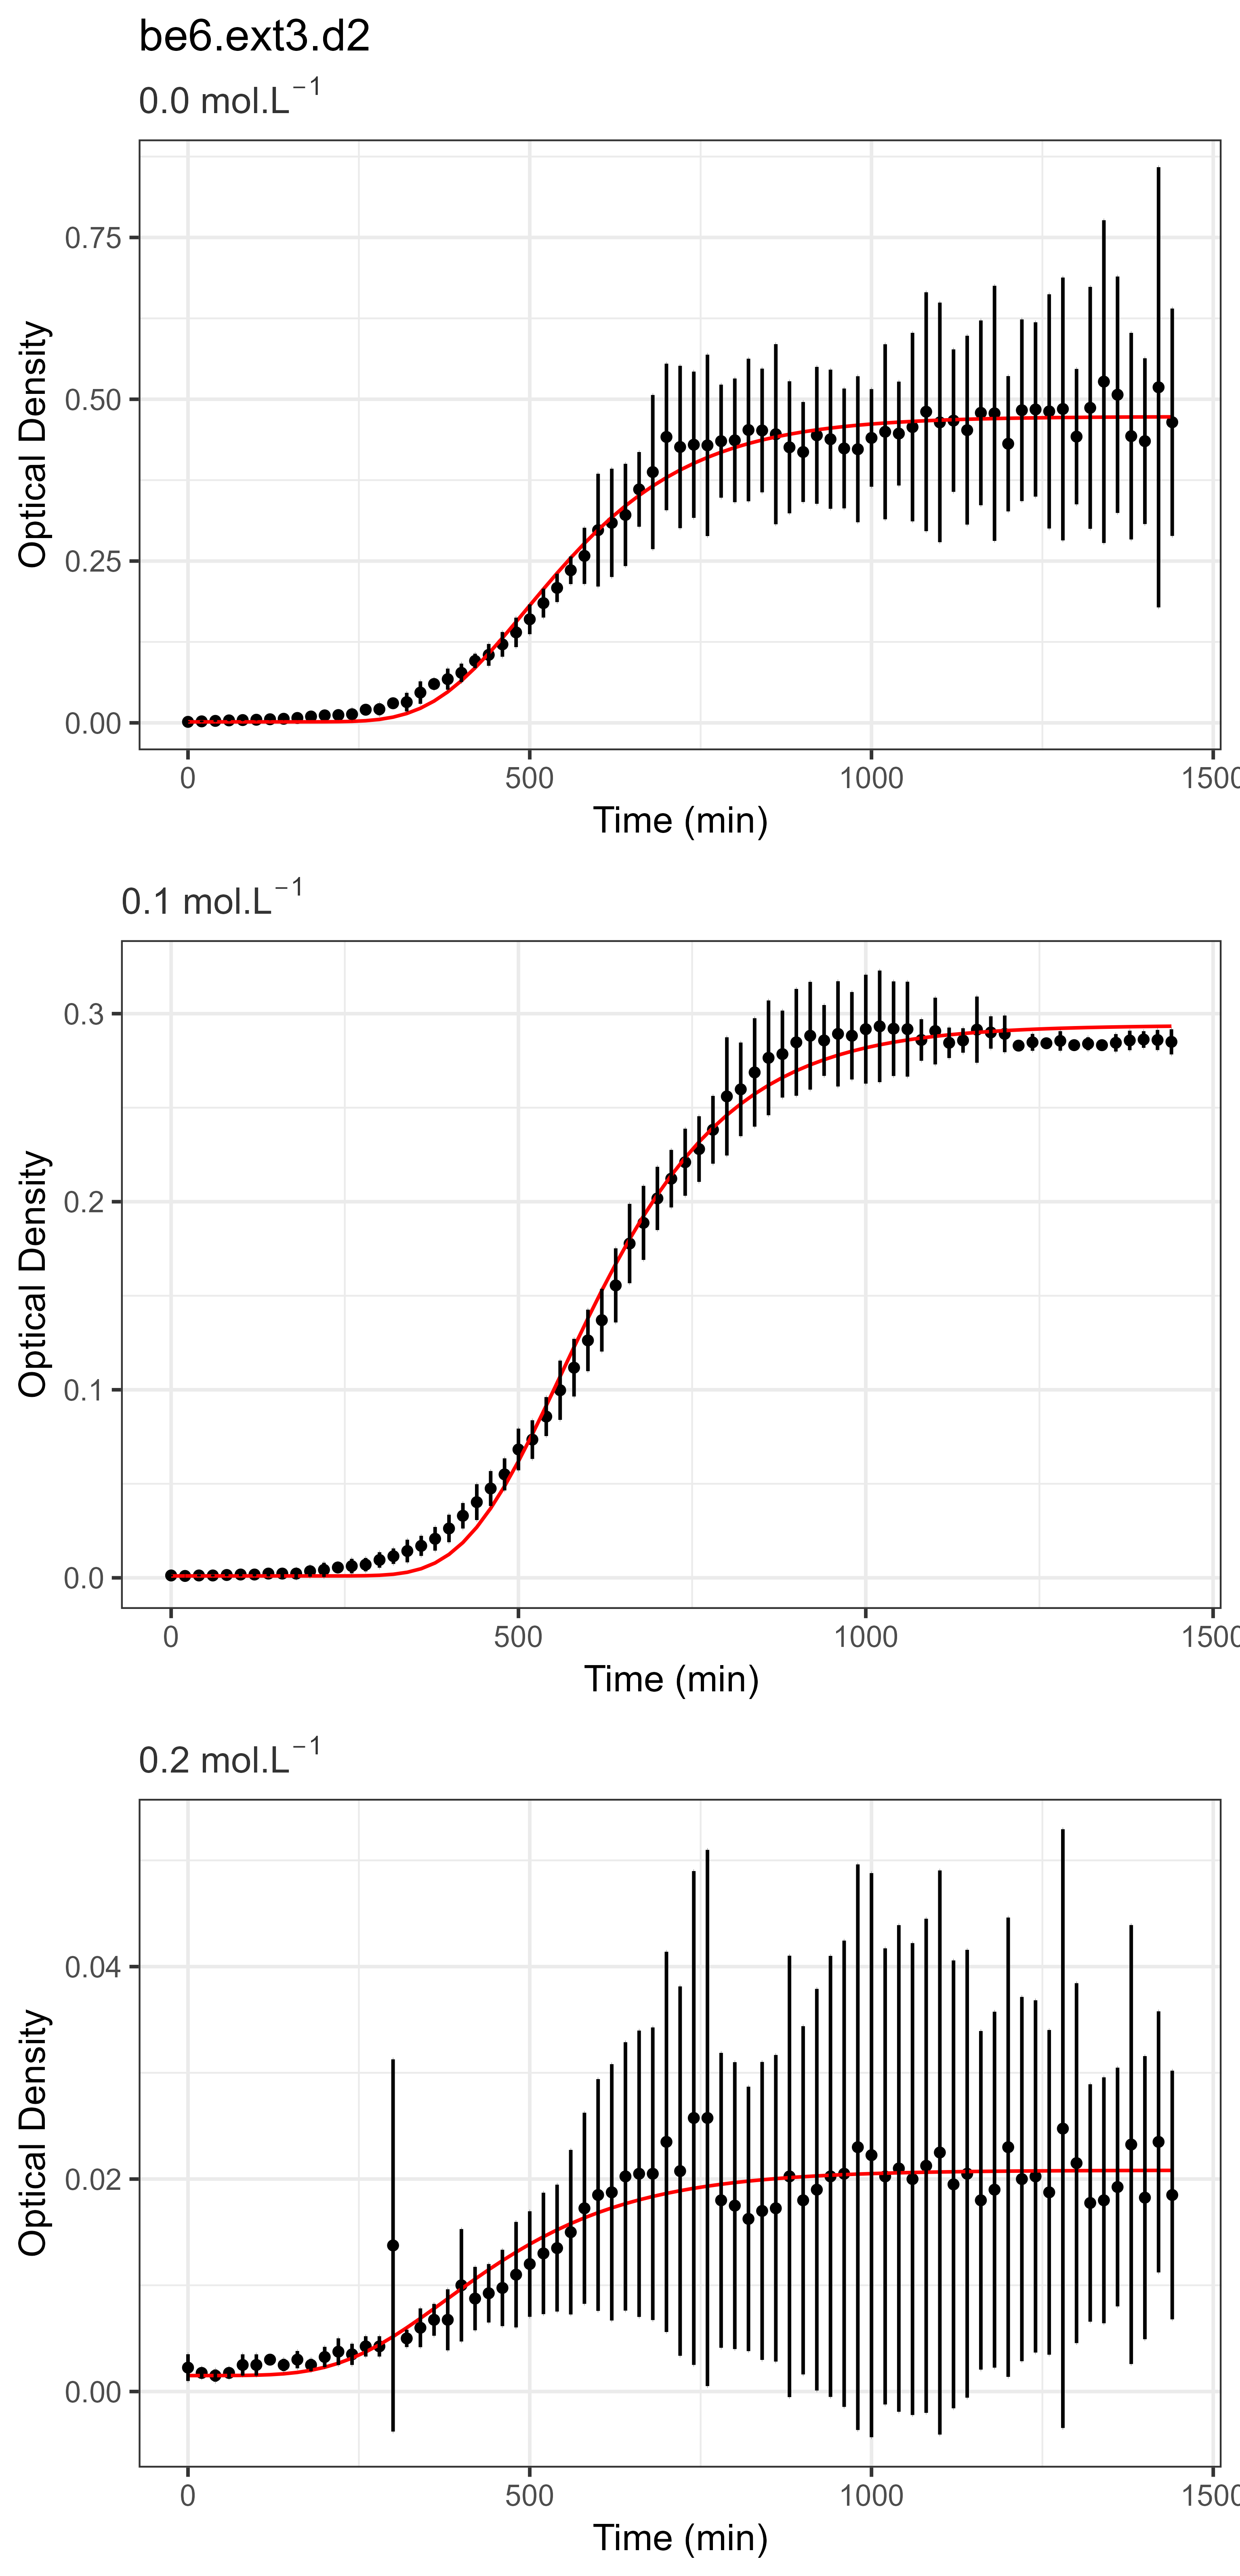 be6.ext3.d2
0.0 mol.L⁻¹
0.75
0.50
0.25
0.00
Optical Density
0 500 1000 1500
Time (min)
0.1 mol.L⁻¹
0.3
0.2
0.1
0.0
Optical Density
0 500 1000 1500
Time (min)
0.2 mol.L⁻¹
0.04
0.02
0.00
Optical Density
0 500 1000 1500
Time (min)